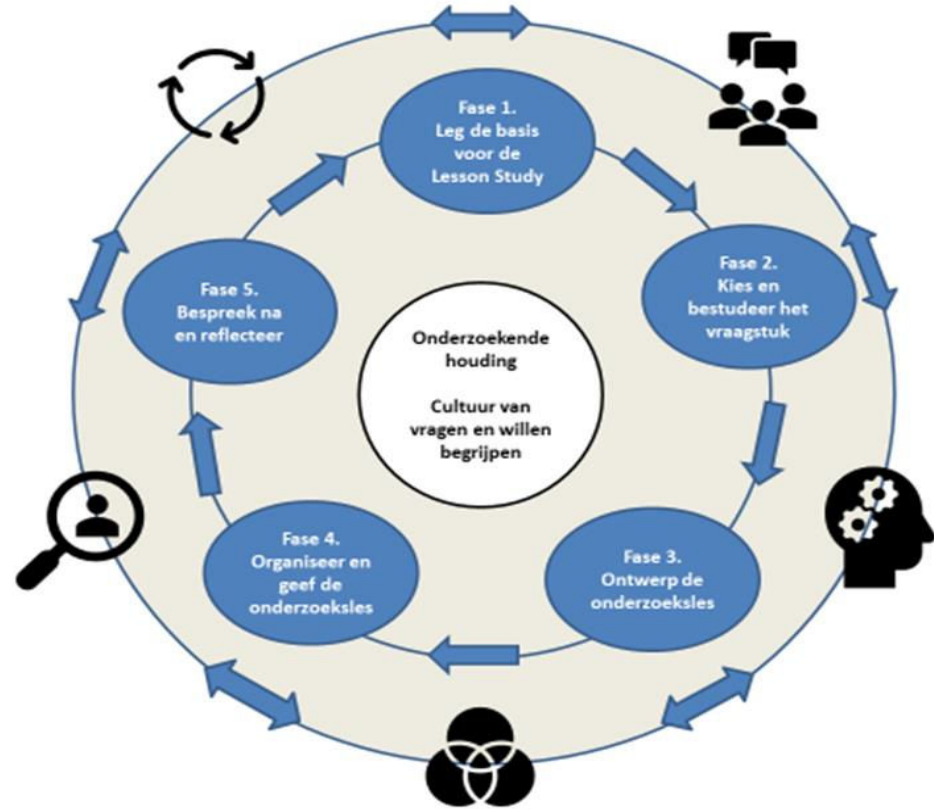 Fase 1.
Leg de basis
voor de
Lesson Study
Fase 2.
Kies en
bestudeer het
vraagstuk
Fase 3.
Ontwerp de
onderzoeksles
Fase 4.
Organiseer en
geef de
onderzoeksles
Fase 5.
Bespreek na
en reflecteer
Onderzoekende
houding
Cultuur van
vragen en willen
begrijpen